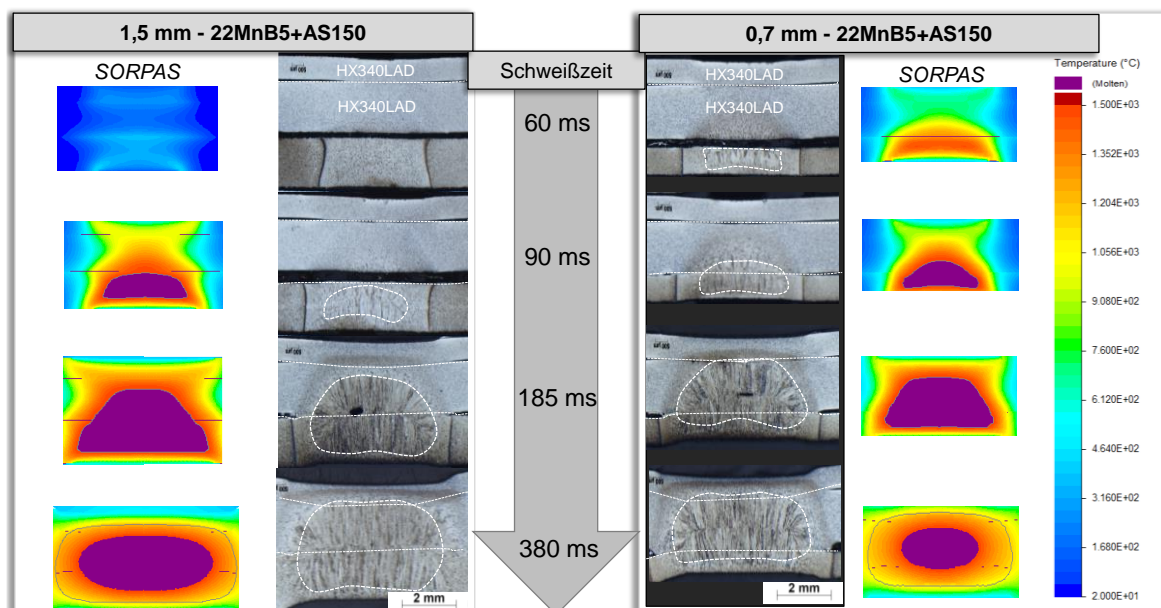 1,5 mm - 22MnB5+AS150
0,7 mm - 22MnB5+AS150
SORPAS
HX340LAD
HX340LAD
Schweißzeit
60 ms
90 ms
185 ms
380 ms
2 mm
HX340LAD
HX340LAD
2 mm
SORPAS
Temperature (°C)
(Molten)
1.500E+03
1.352E+03
1.204E+03
1.056E+03
9.080E+02
7.600E+02
6.120E+02
4.640E+02
3.160E+02
1.680E+02
2.000E+01